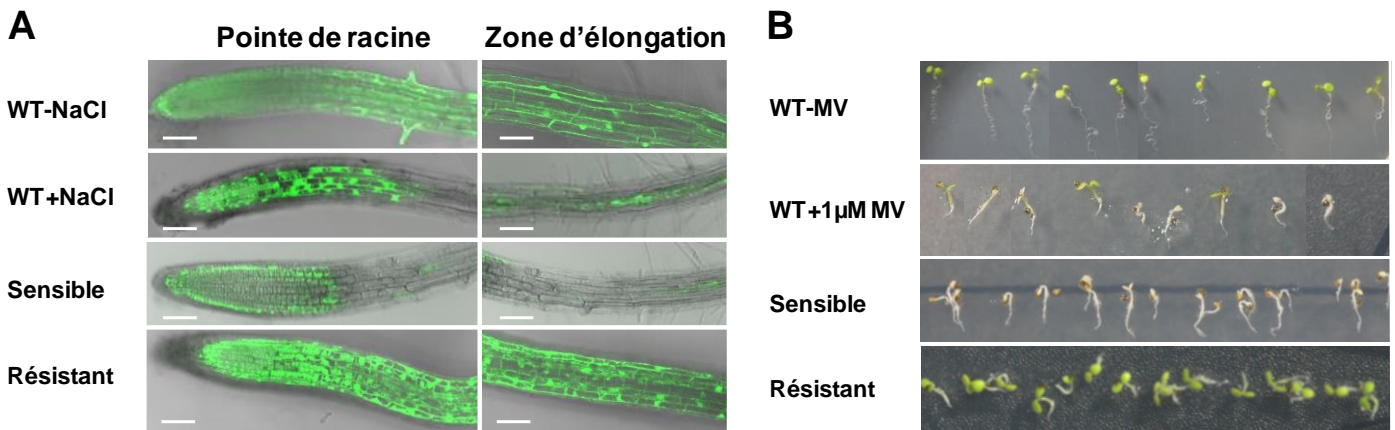 A
Pointe de racine
Zone d'élongation
WT-NaCl
WT+NaCl
Sensible
Résistant
B
WT-MV
WT+1µM MV
Sensible
Résistant